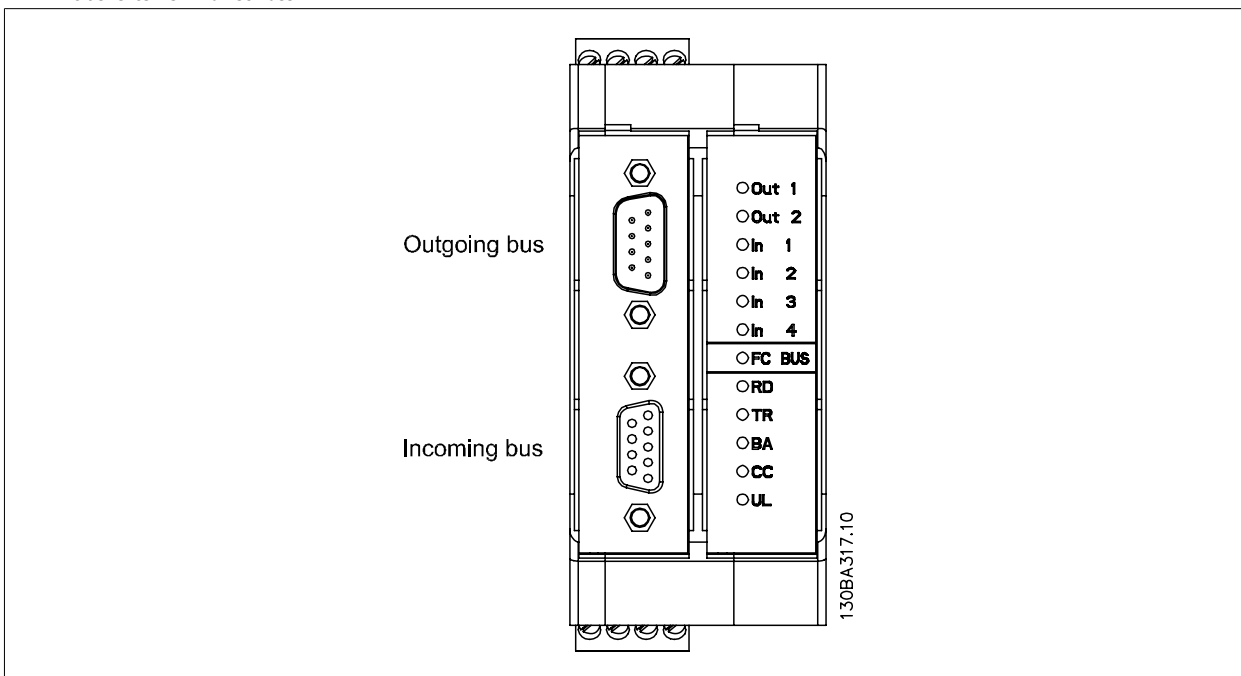 Outgoing bus
Incoming bus
Out 1
Out 2
In 1
In 2
In 3
In 4
FC BUS
RD
TR
BA
CC
UL
130BA317.10